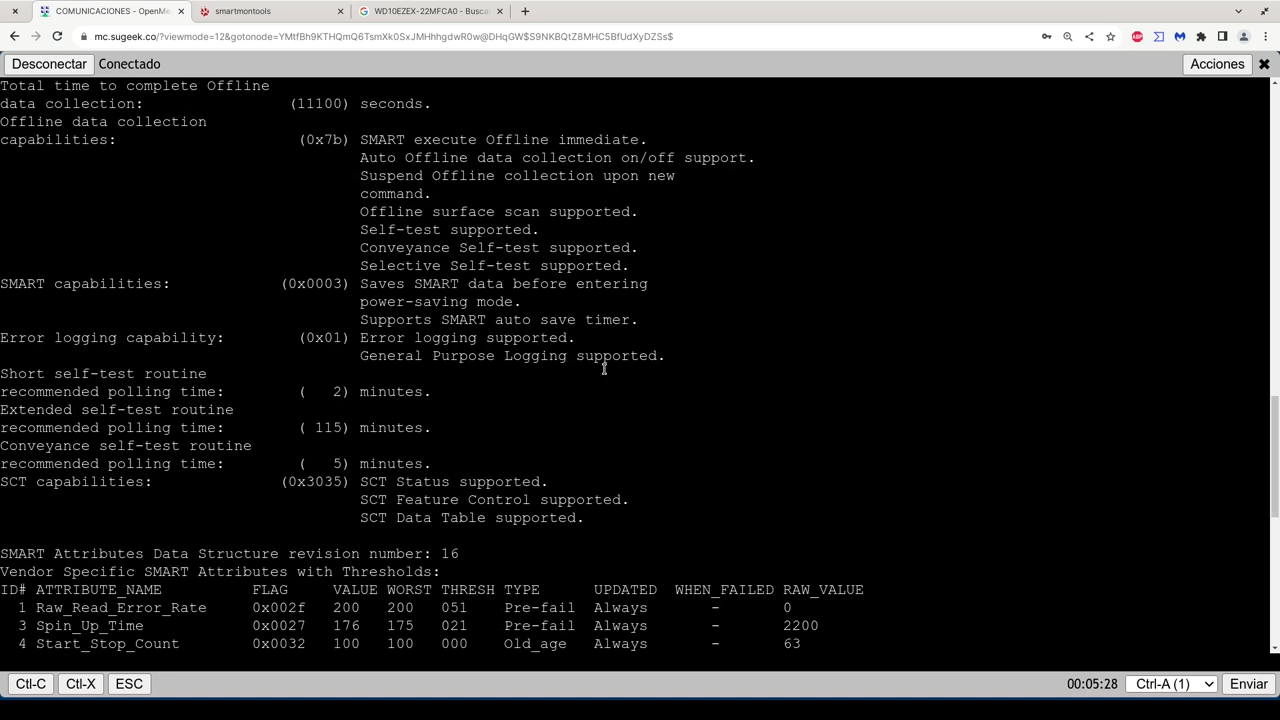 COMUNICACIONES - OpenMe
smartmontools
WD10EZEX-22MFCA0 - Busca
mc.sugeek.co/?viewmode=12&gotonode=YMtfBh9KTHQmQ6TsmXk0SxJMHhhgdwR0w@DHqGW$S9NKBQtZ8MHC5BfUdXyDZSs$
Desconectar Conectado Acciones
Total time to complete Offline
data collection: (11100) seconds.
Offline data collection
capabilities: (0x7b) SMART execute Offline immediate.
Auto Offline data collection on/off support.
Suspend Offline collection upon new
command.
Offline surface scan supported.
Self-test supported.
Conveyance Self-test supported.
Selective Self-test supported.
SMART capabilities: (0x0003) Saves SMART data before entering
power-saving mode.
Supports SMART auto save timer.
Error logging capability: (0x01) Error logging supported.
General Purpose Logging supported.
Short self-test routine
recommended polling time: ( 2) minutes.
Extended self-test routine
recommended polling time: ( 115) minutes.
Conveyance self-test routine
recommended polling time: ( 5) minutes.
SCT capabilities: (0x3035) SCT Status supported.
SCT Feature Control supported.
SCT Data Table supported.
SMART Attributes Data Structure revision number: 16
Vendor Specific SMART Attributes with Thresholds:
ID# ATTRIBUTE_NAME FLAG VALUE WORST THRESH TYPE UPDATED WHEN_FAILED RAW_VALUE
1 Raw_Read_Error_Rate 0x002f 200 200 051 Pre-fail Always - 0
3 Spin_Up_Time 0x0027 176 175 021 Pre-fail Always - 2200
4 Start_Stop_Count 0x0032 100 100 000 Old_age Always - 63
Ctl-C Ctl-X ESC 00:05:28 Ctrl-A (1) Enviar